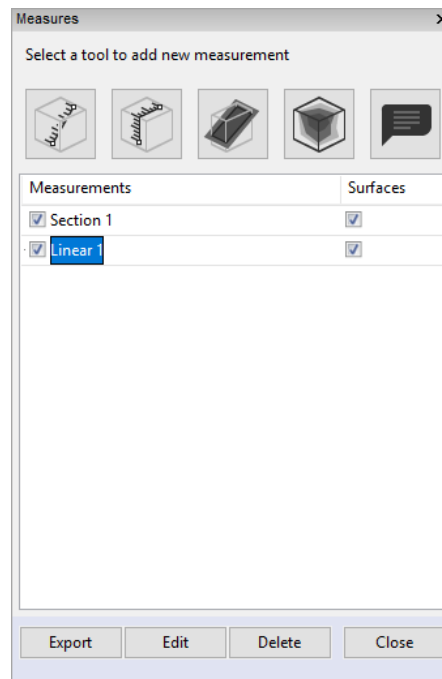 Measures
Select a tool to add new measurement
Measurements Surfaces
Section 1
Linear 1
Export Edit Delete Close